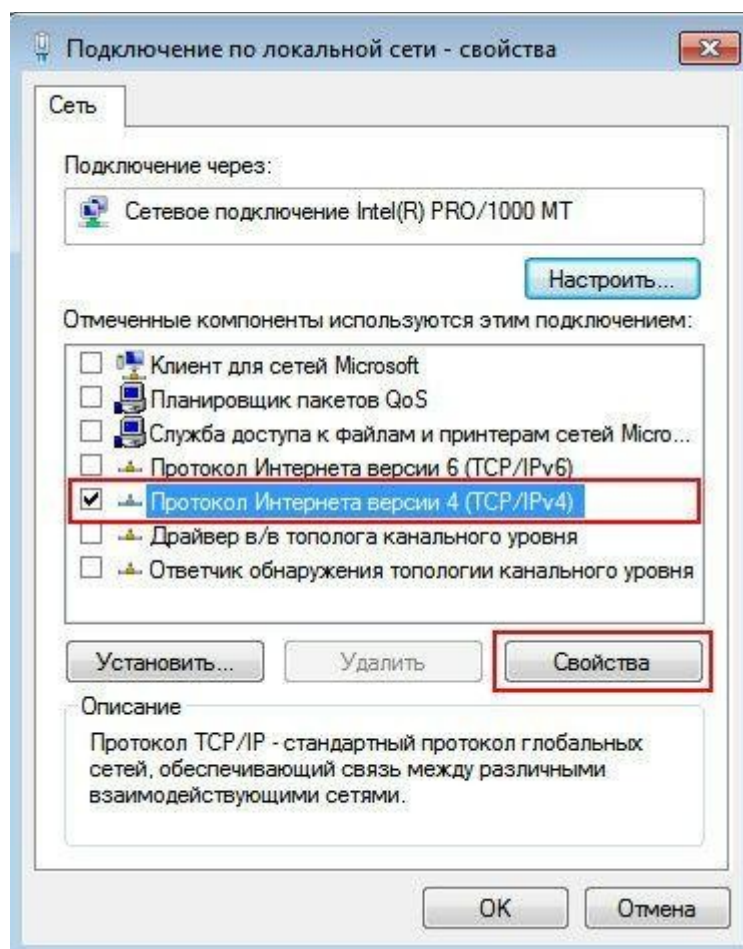 Подключение по локальной сети - свойства
Сеть
Подключение через:
Сетевое подключение Intel(R) PRO/1000 MT
Настроить...
Отмеченные компоненты используются этим подключением:
Клиент для сетей Microsoft
Планировщик пакетов QoS
Служба доступа к файлам и принтерам сетей Micro...
Протокол Интернета версии 6 (TCP/IPv6)
Протокол Интернета версии 4 (TCP/IPv4)
Драйвер в/в тополога канального уровня
Ответчик обнаружения топологии канального уровня
Установить... Удалить Свойства
Описание
Протокол TCP/IP - стандартный протокол глобальных
сетей, обеспечивающий связь между различными
взаимодействующими сетями.
OK Отмена